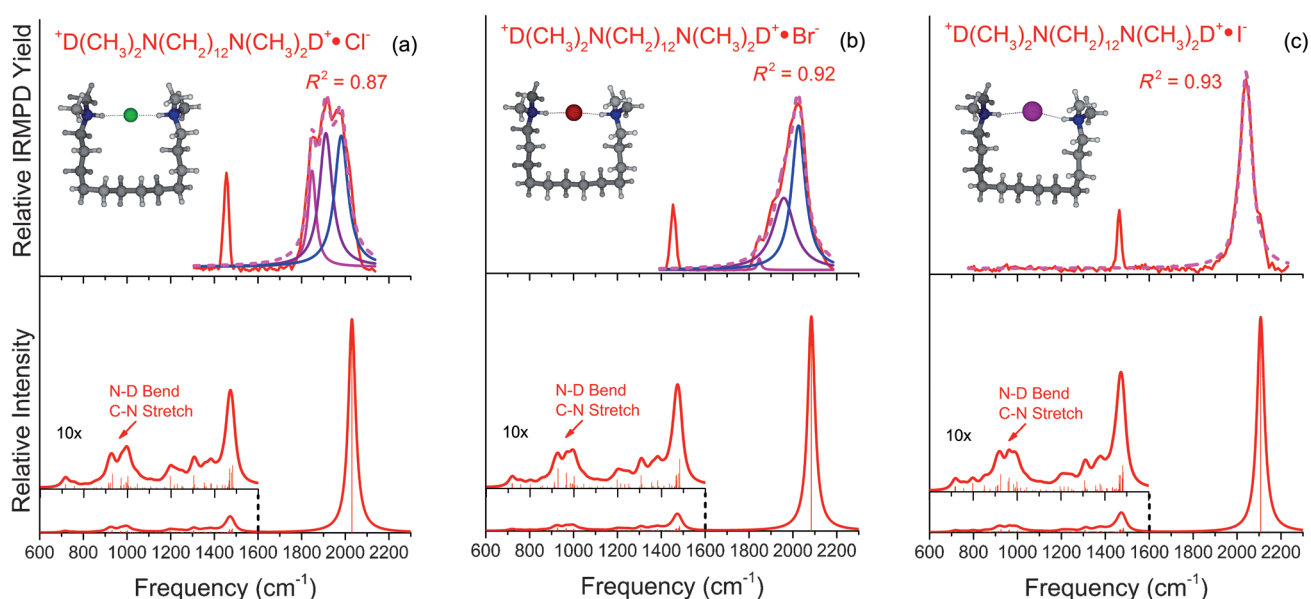 ⁺D(CH₃)₂N(CH₂)₁₂N(CH₃)₂D⁺•Cl⁻ (a)
R² = 0.87
⁺D(CH₃)₂N(CH₂)₁₂N(CH₃)₂D⁺•Br⁻ (b)
R² = 0.92
⁺D(CH₃)₂N(CH₂)₁₂N(CH₃)₂D⁺•I⁻ (c)
R² = 0.93
Relative IRMPD Yield
Relative Intensity
N-D Bend
C-N Stretch
10x
N-D Bend
C-N Stretch
10x
N-D Bend
C-N Stretch
10x
600 800 1000 1200 1400 1600 1800 2000 2200
600 800 1000 1200 1400 1600 1800 2000 2200
600 800 1000 1200 1400 1600 1800 2000 2200
Frequency (cm⁻¹)
Frequency (cm⁻¹)
Frequency (cm⁻¹)